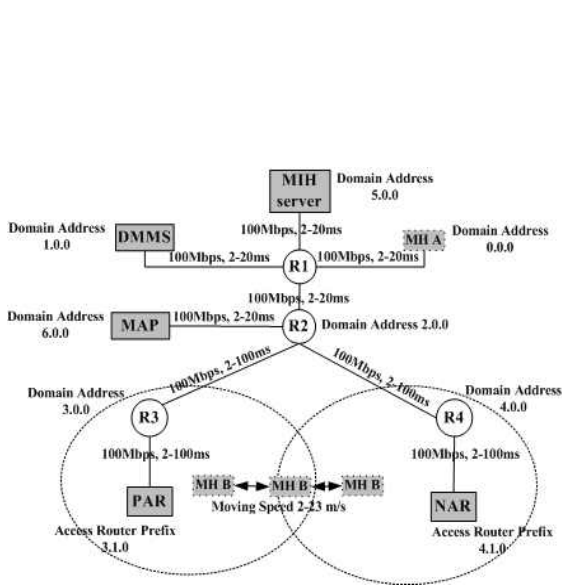 MIH
server
Domain Address
5.0.0
Domain Address
1.0.0
DMMS
100Mbps, 2-20ms
MH A
Domain Address
0.0.0
100Mbps, 2-20ms
R1
100Mbps, 2-20ms
100Mbps, 2-20ms
Domain Address
6.0.0
MAP
100Mbps, 2-20ms
R2
Domain Address 2.0.0
100Mbps, 2-100ms
100Mbps, 2-100ms
Domain Address
3.0.0
R3
R4
Domain Address
4.0.0
100Mbps, 2-100ms
100Mbps, 2-100ms
MH B
MH B
MH B
Moving Speed 2-23 m/s
PAR
NAR
Access Router Prefix
3.1.0
Access Router Prefix
4.1.0